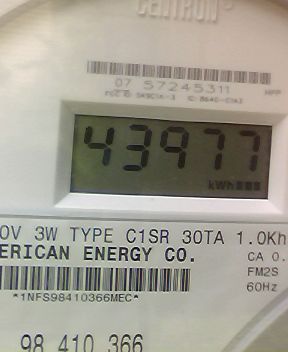 CENTRON
07 57245311
43977
kWh
0V 3W TYPE C1SR 30TA 1.0Kh
ERICAN ENERGY CO.
CA 0.
FM2S
60Hz
*1NFS98410366MEC*
98 410 366